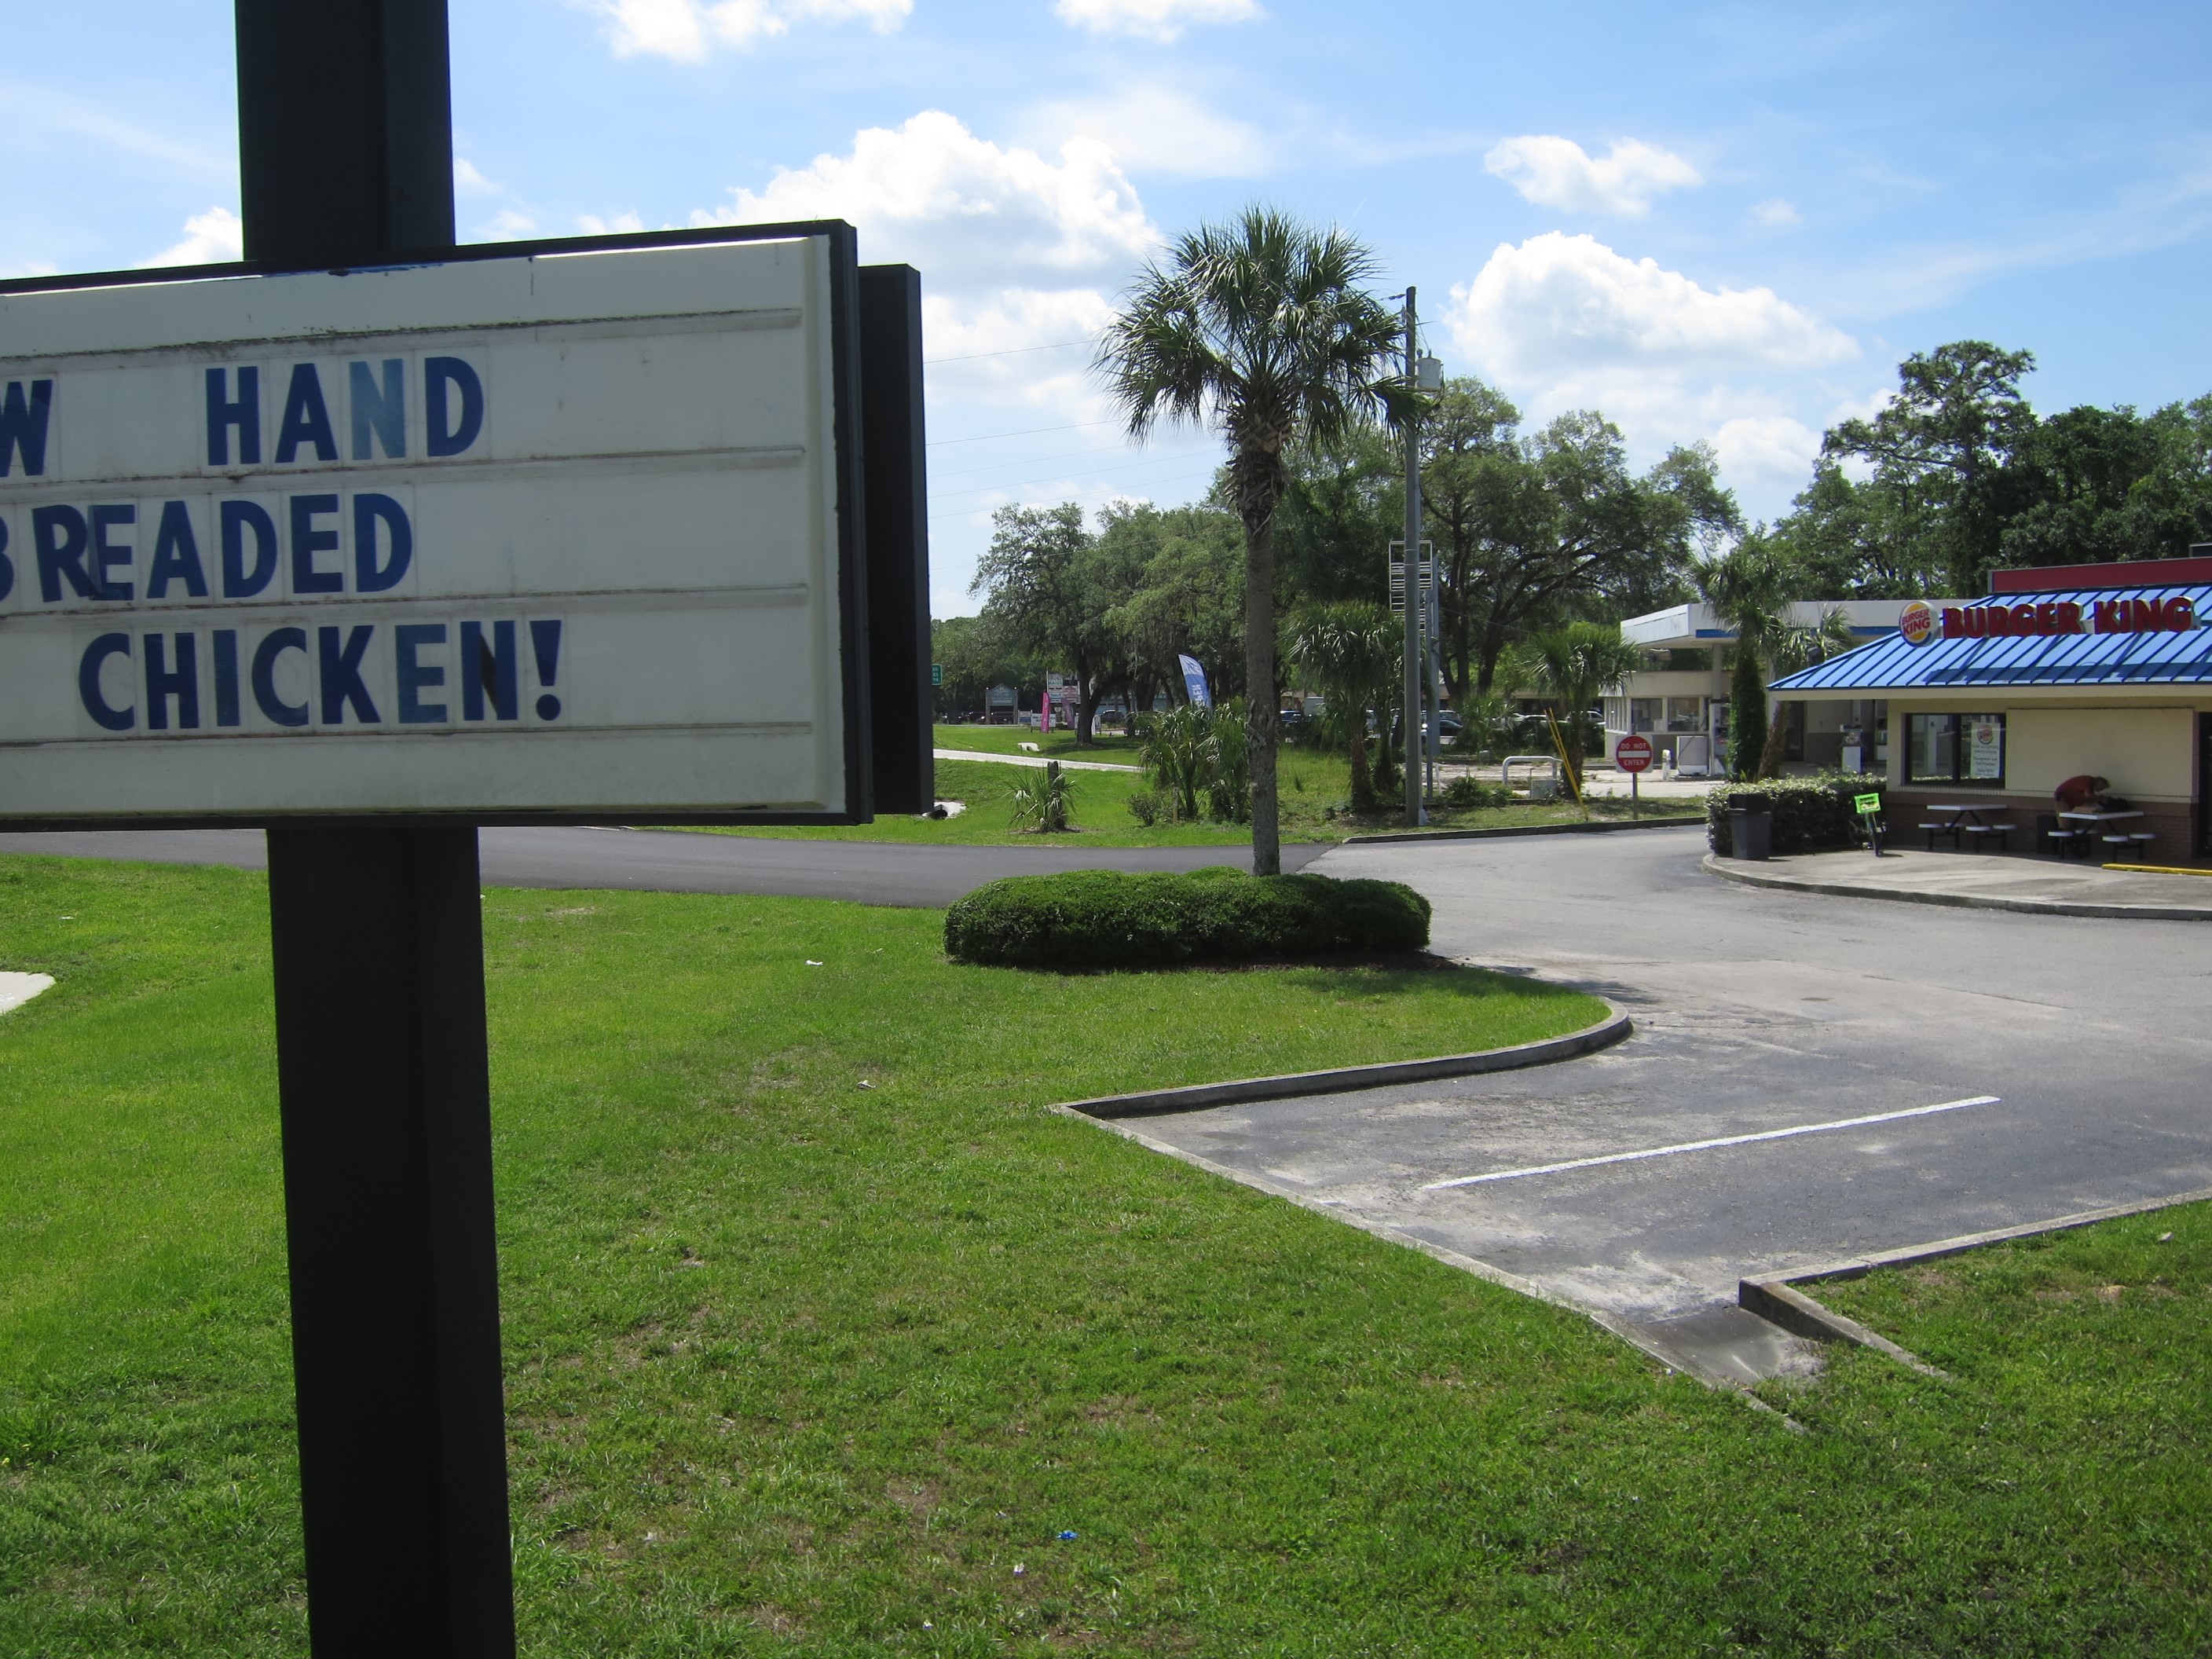 W HAND
BREADED
CHICKEN!
BURGER KING
BURGER KING
DO NOT
ENTER